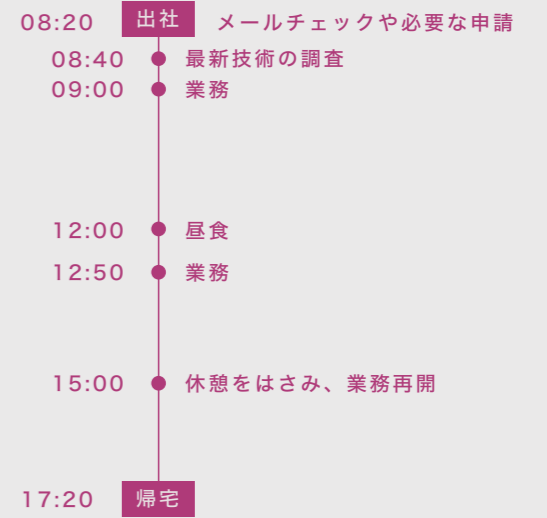 08:20 出社 メールチェックや必要な申請
08:40 最新技術の調査
09:00 業務
12:00 昼食
12:50 業務
15:00 休憩をはさみ、業務再開
17:20 帰宅